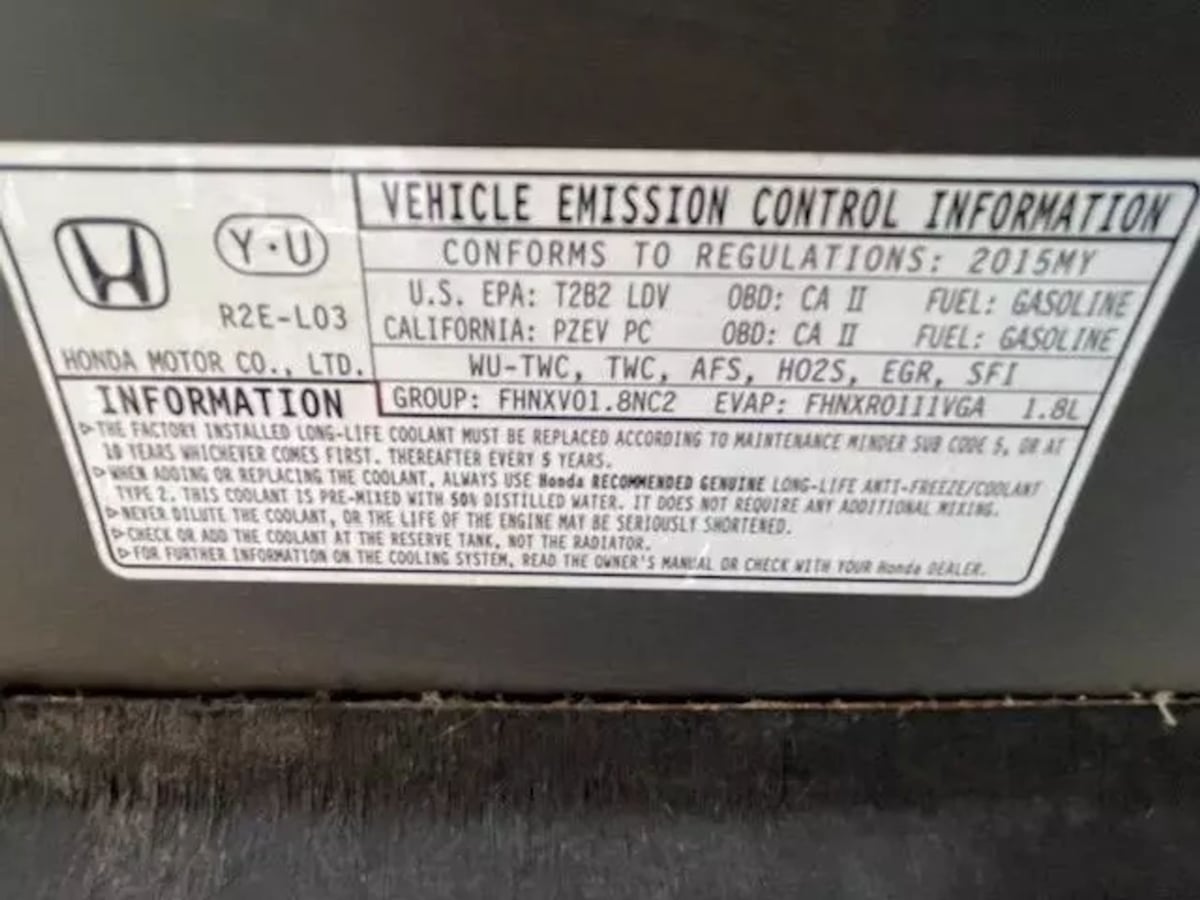 VEHICLE EMISSION CONTROL INFORMATION
Y·U
CONFORMS TO REGULATIONS: 2015MY
R2E-L03
U.S. EPA: T2B2 LDV OBD: CA II FUEL: GASOLINE
CALIFORNIA: PZEV PC OBD: CA II FUEL: GASOLINE
HONDA MOTOR CO., LTD.
WU-TWC, TWC, AFS, HO2S, EGR, SFI
GROUP: FHNXV01.8NC2 EVAP: FHNXR0111VGA 1.8L
INFORMATION
▷THE FACTORY INSTALLED LONG-LIFE COOLANT MUST BE REPLACED ACCORDING TO MAINTENANCE MINDER SUB CODE 5, OR AT
10 YEARS WHICHEVER COMES FIRST. THEREAFTER EVERY 5 YEARS.
▷WHEN ADDING OR REPLACING THE COOLANT, ALWAYS USE Honda RECOMMENDED GENUINE LONG-LIFE ANTI-FREEZE/COOLANT
TYPE 2. THIS COOLANT IS PRE-MIXED WITH 50% DISTILLED WATER. IT DOES NOT REQUIRE ANY ADDITIONAL MIXING.
▷NEVER DILUTE THE COOLANT, OR THE LIFE OF THE ENGINE MAY BE SERIOUSLY SHORTENED.
▷CHECK OR ADD THE COOLANT AT THE RESERVE TANK, NOT THE RADIATOR.
▷FOR FURTHER INFORMATION ON THE COOLING SYSTEM, READ THE OWNER'S MANUAL OR CHECK WITH YOUR Honda DEALER.